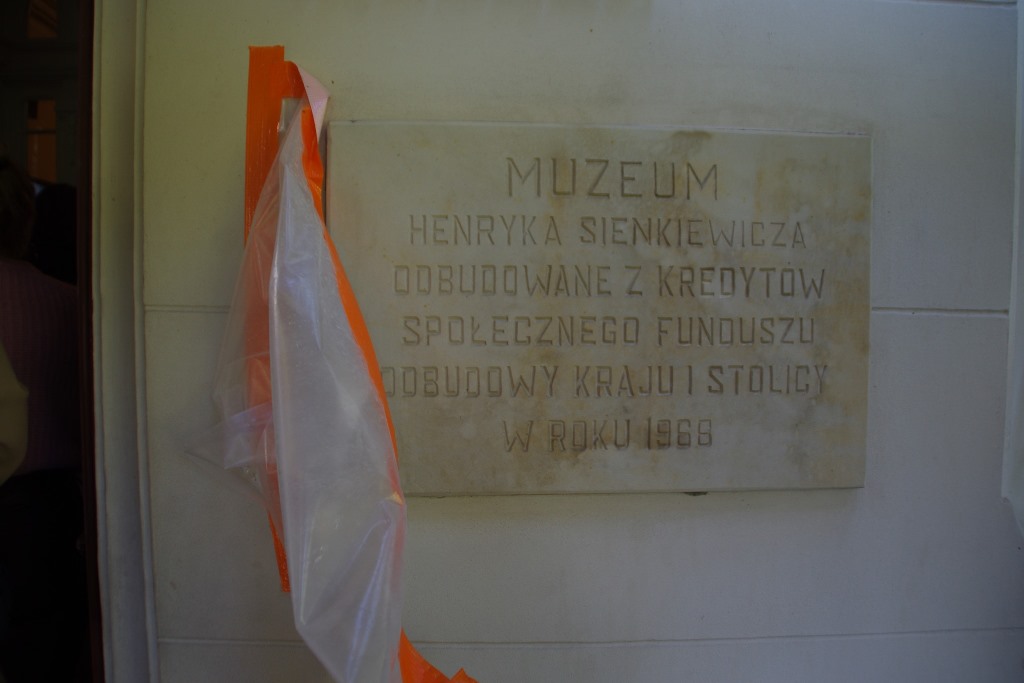 MUZEUM
HENRYKA SIENKIEWICZA
ODBUDOWANE Z KREDYTÓW
SPOŁECZNEGO FUNDUSZU
ODBUDOWY KRAJU I STOLICY
W ROKU 1968